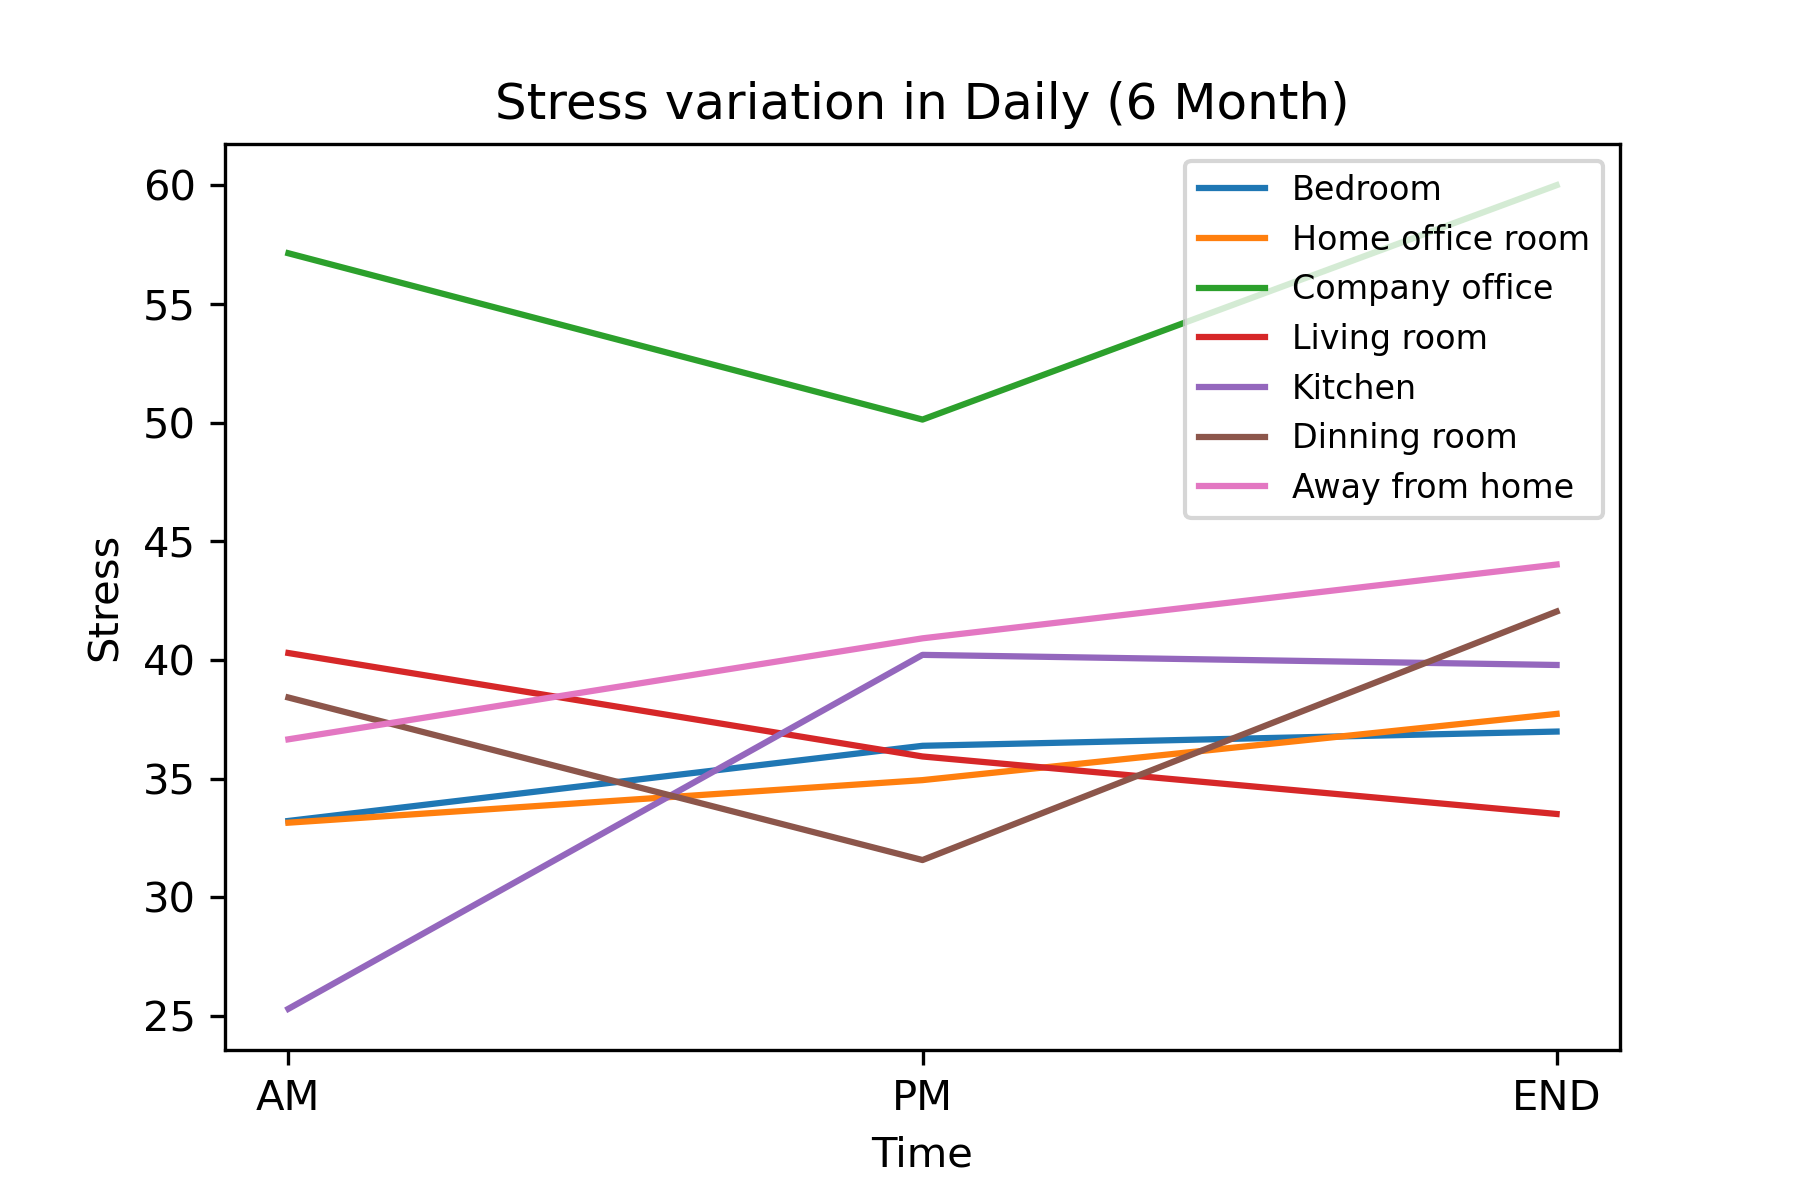 Stress variation in Daily (6 Month)
60
55
50
45
40
35
30
25
Stress
Bedroom
Home office room
Company office
Living room
Kitchen
Dinning room
Away from home
AM
PM
END
Time